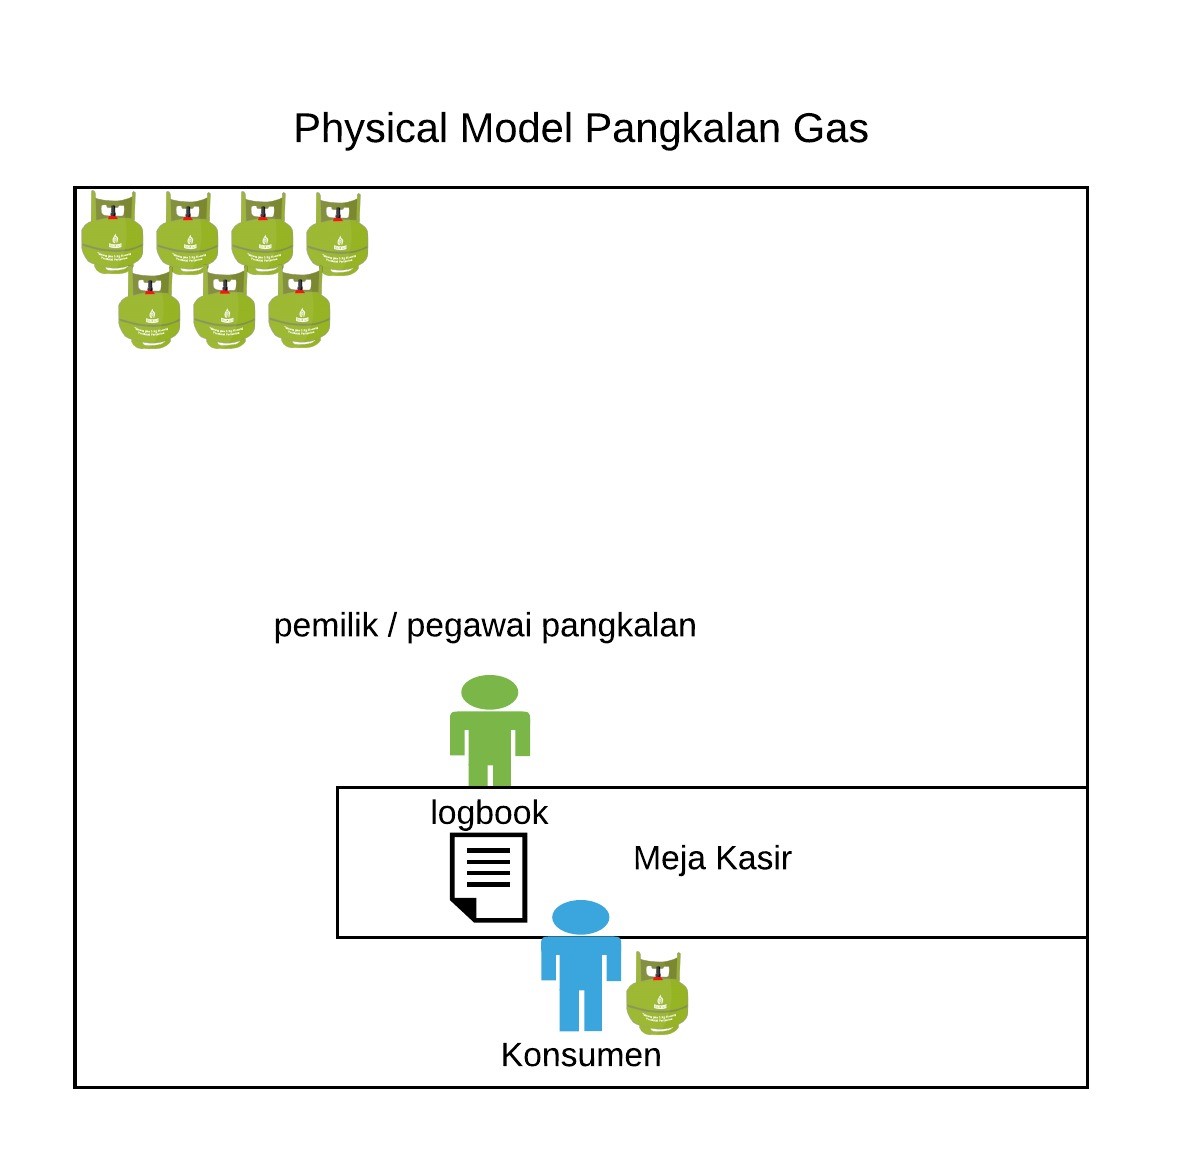 Physical Model Pangkalan Gas
pemilik / pegawai pangkalan
logbook
Meja Kasir
Konsumen